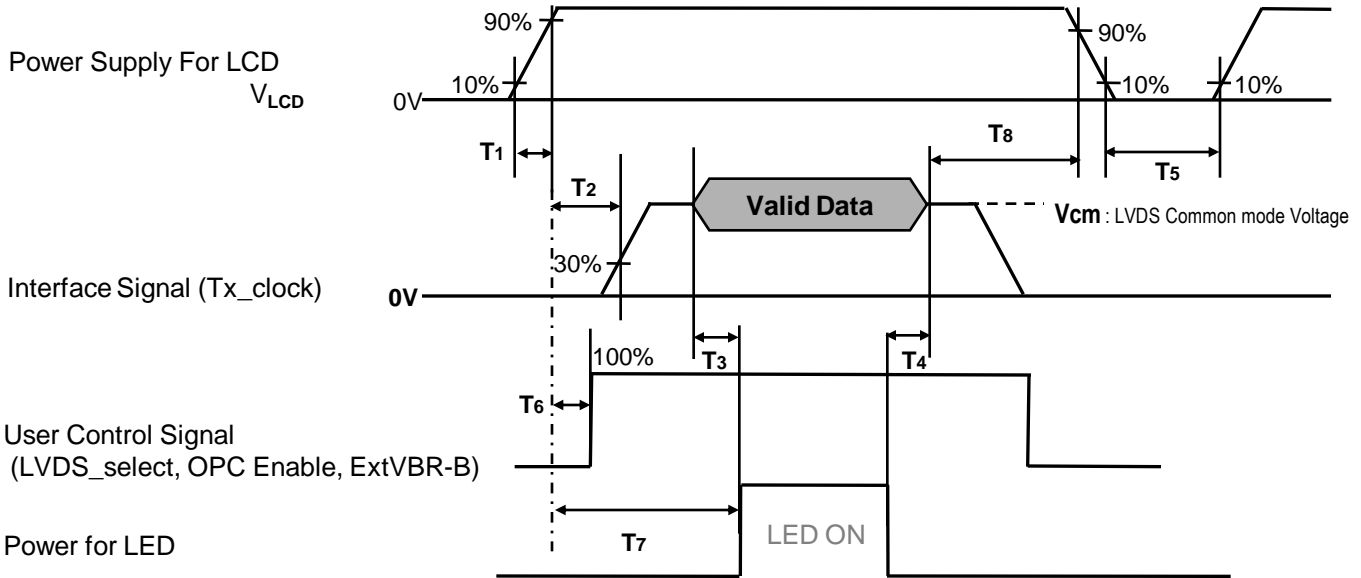 90%
90%
Power Supply For LCD
VLCD
10%
10%
10%
0V
T1
T8
T5
T2
Valid Data
Vcm : LVDS Common mode Voltage
30%
Interface Signal (Tx_clock)
0V
100%
T3
T4
T6
User Control Signal
(LVDS_select, OPC Enable, ExtVBR-B)
T7
LED ON
Power for LED